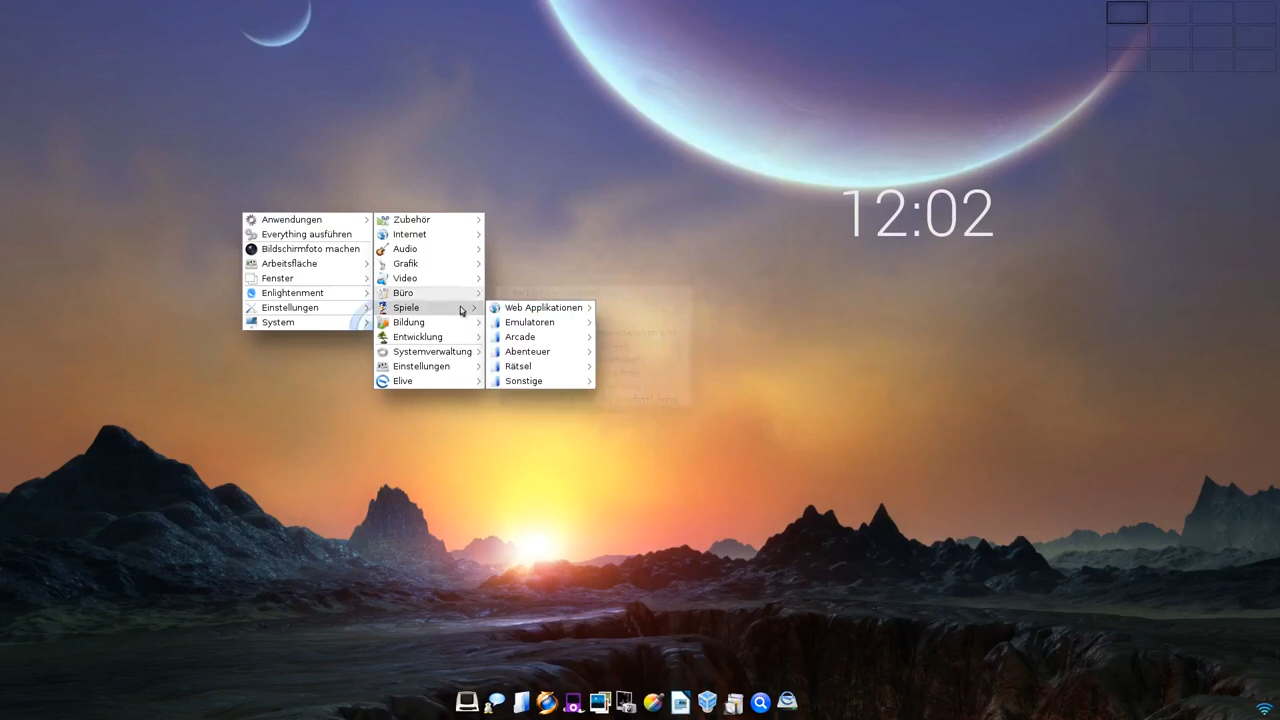 12:02
Anwendungen
Everything ausführen
Bildschirmfoto machen
Arbeitsfläche
Fenster
Enlightenment
Einstellungen
System
Zubehör
Internet
Audio
Grafik
Video
Büro
Spiele
Bildung
Entwicklung
Systemverwaltung
Einstellungen
Elive
Web Applikationen
Emulatoren
Arcade
Abenteuer
Rätsel
Sonstige